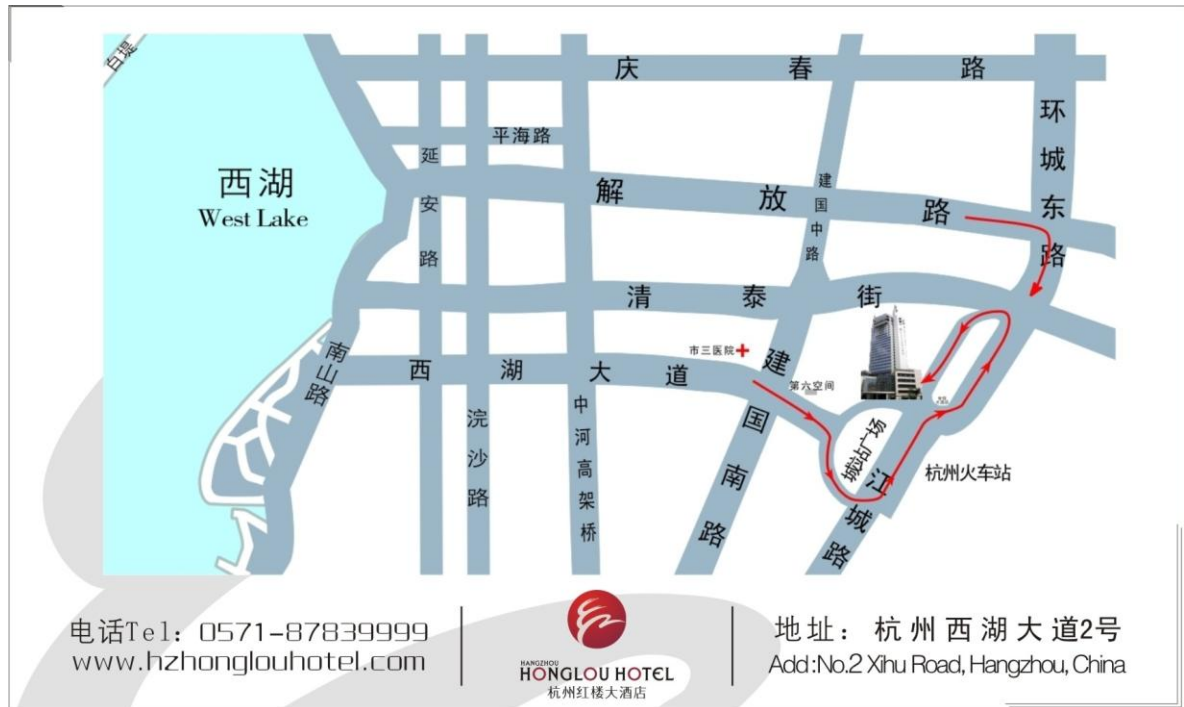 白堤
庆春路
环城东路
平海路
延安路
西湖
West Lake
解放路
建国中路
清泰街
市三医院
南山路
西湖大道
建国南路
第六空间
浣沙路
中河高架桥
城站广场
江城路
杭州火车站
电话Tel: 0571-87839999
www.hzhonglouhotel.com
HANGZHOU
HONGLOU HOTEL
杭州红楼大酒店
地址：杭州西湖大道2号
Add:No.2 Xihu Road, Hangzhou, China